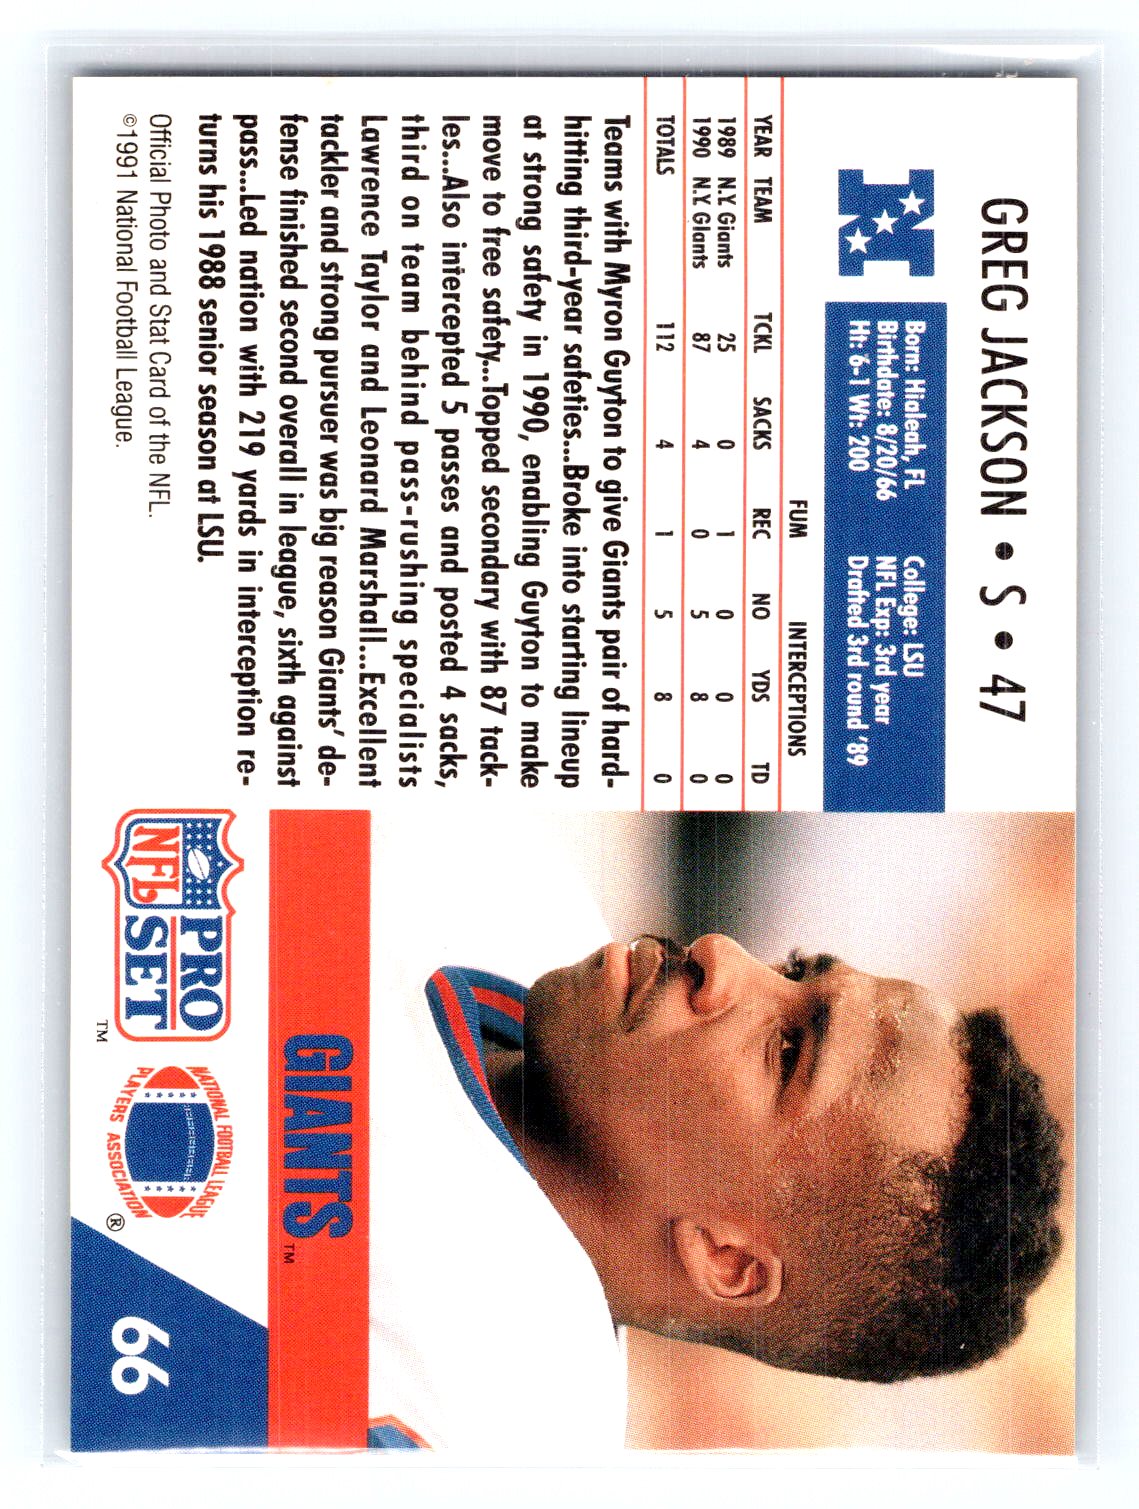 GREG JACKSON • S • 47
N
Born: Hialeah, FL College: LSU
Birthdate: 8/20/66 NFL Exp: 3rd year
Ht: 6-1 Wt: 200 Drafted 3rd round '89
FUM INTERCEPTIONS
YEAR TEAM TCKL SACKS REC NO YDS TD
1989 N.Y. Giants 25 0 1 0 0 0
1990 N.Y. Giants 87 4 0 5 8 0
TOTALS 112 4 1 5 8 0
Teams with Myron Guyton to give Giants pair of hard-
hitting third-year safeties...Broke into starting lineup
at strong safety in 1990, enabling Guyton to make
move to free safety...Topped secondary with 87 tack-
les...Also intercepted 5 passes and posted 4 sacks,
third on team behind pass-rushing specialists
Lawrence Taylor and Leonard Marshall...Excellent
tackler and strong pursuer was big reason Giants' de-
fense finished second overall in league, sixth against
pass...Led nation with 219 yards in interception re-
turns his 1988 senior season at LSU.
Official Photo and Stat Card of the NFL.
©1991 National Football League.
GIANTS™
NFL PRO SET™
NATIONAL FOOTBALL LEAGUE
PLAYERS ASSOCIATION®
66